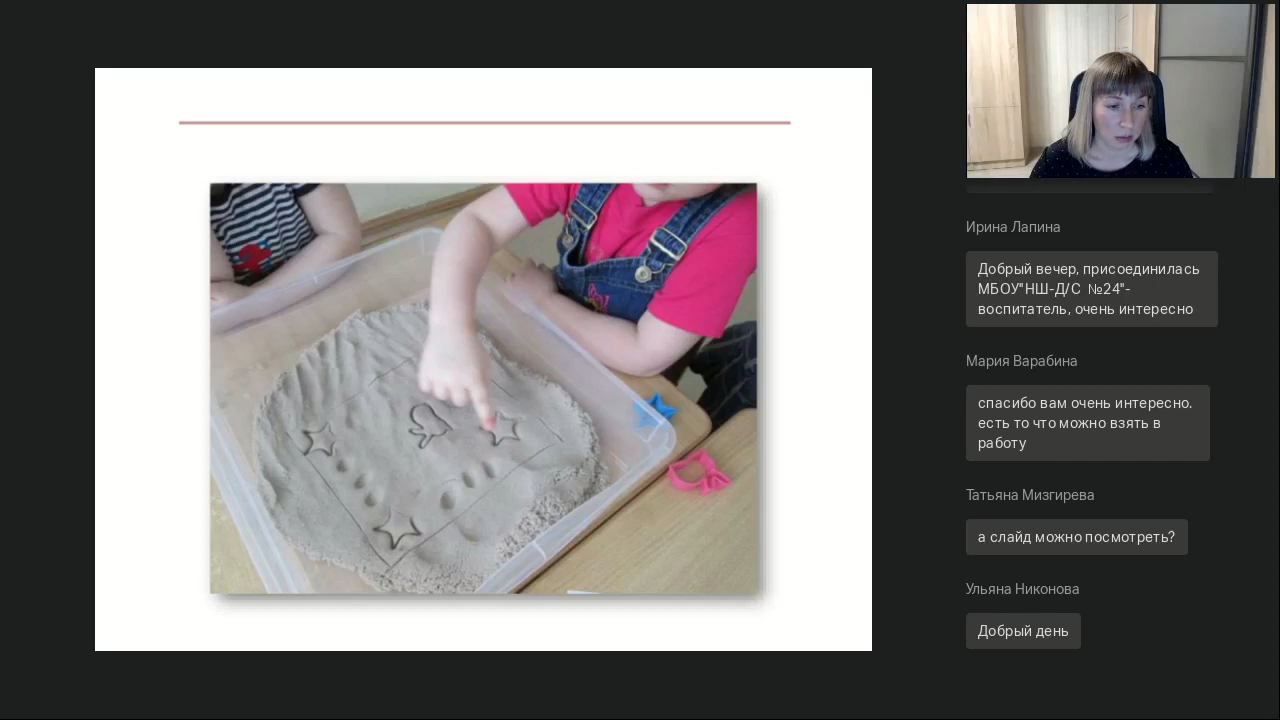 Ирина Лапина
Добрый вечер, присоединилась
МБОУ"НШ-Д/С №24"-
воспитатель, очень интересно
Мария Варабина
спасибо вам очень интересно.
есть то что можно взять в
работу
Татьяна Мизгирева
а слайд можно посмотреть?
Ульяна Никонова
Добрый день